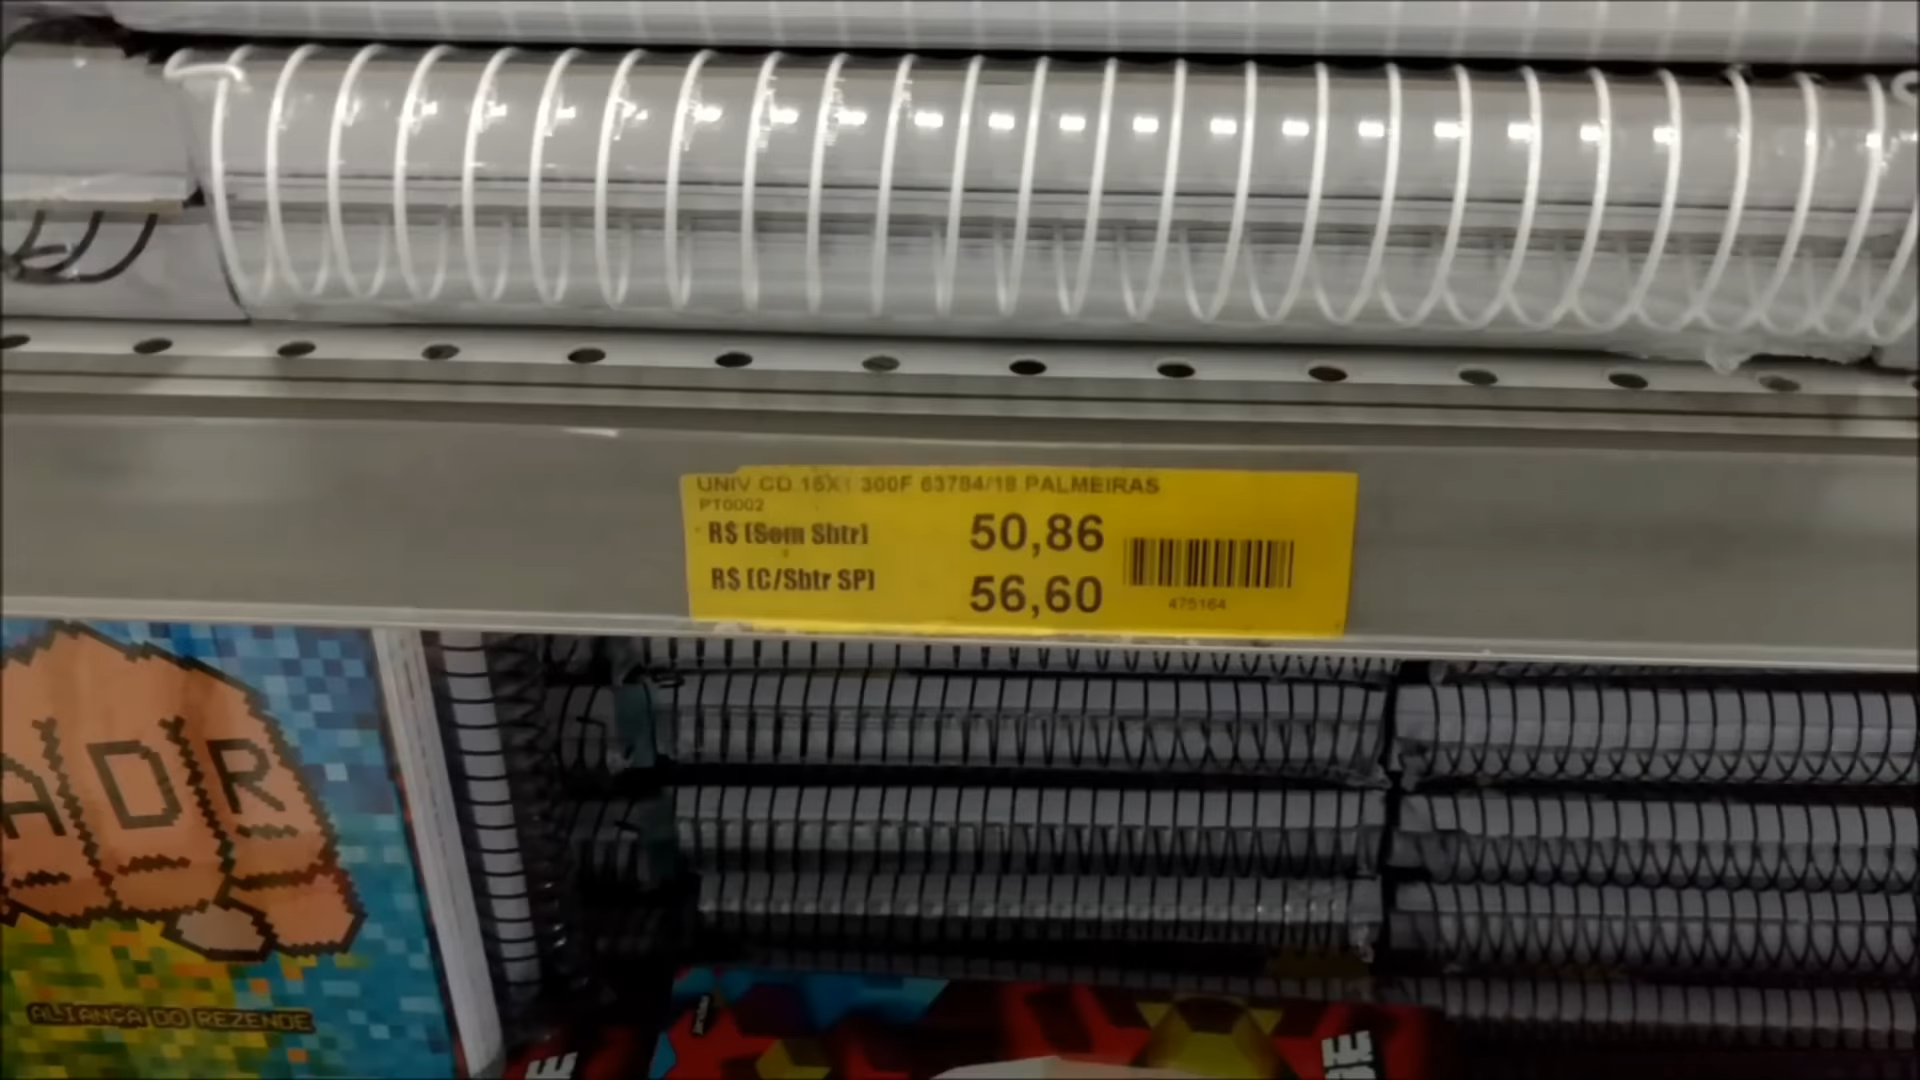 UNIV CD 16X1 300F 63784/18 PALMEIRAS
PT0002
R$ (Sem Sbtr)
50,86
R$ (C/Sbtr SP)
56,60
475164
ADR
ALIANÇA DO REZENDE